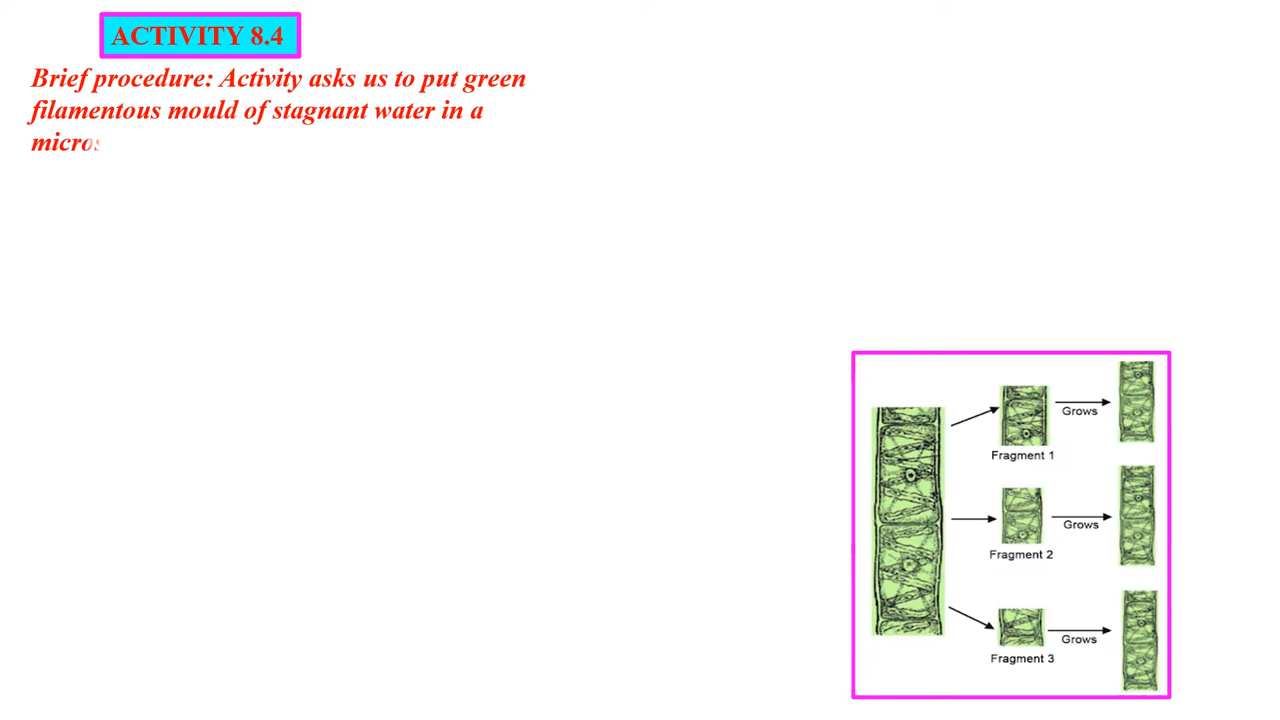 ACTIVITY 8.4
Brief procedure: Activity asks us to put green
filamentous mould of stagnant water in a
micros
Grows
Fragment 1
Grows
Fragment 2
Grows
Fragment 3